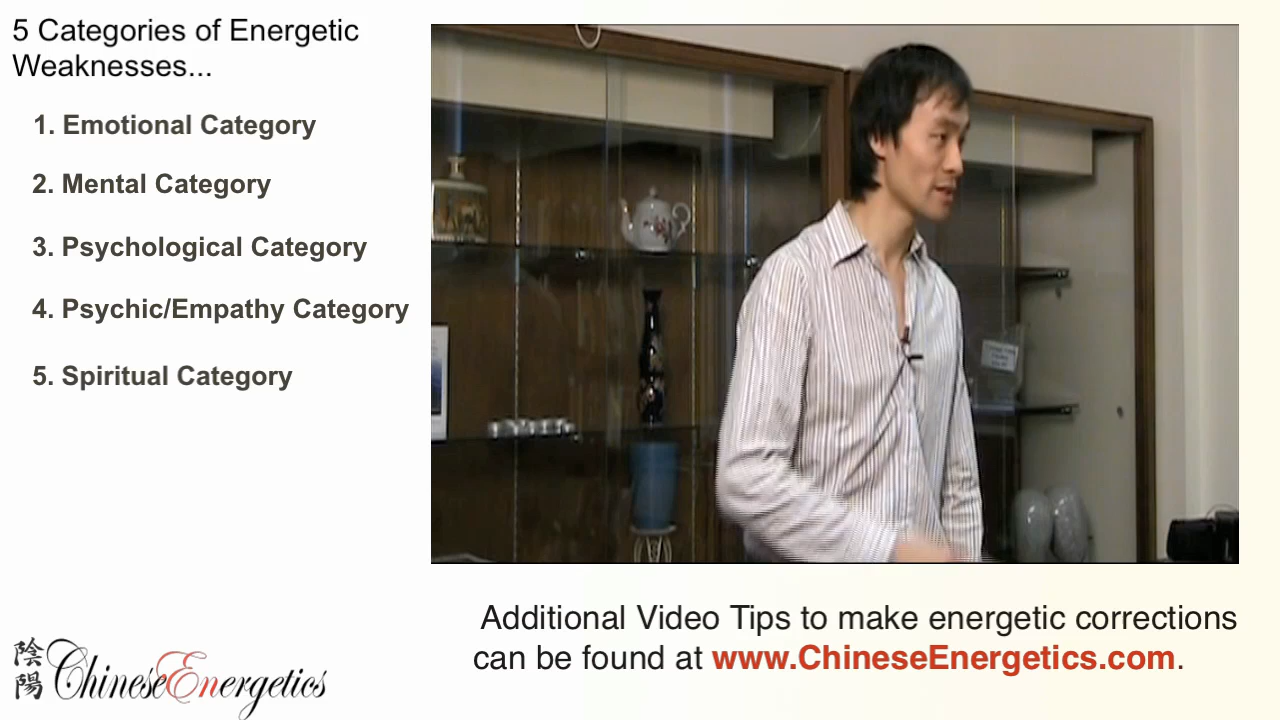 5 Categories of Energetic
Weaknesses...
1. Emotional Category
2. Mental Category
3. Psychological Category
4. Psychic/Empathy Category
5. Spiritual Category
Additional Video Tips to make energetic corrections
can be found at www.ChineseEnergetics.com.
陰陽 ChineseEnergetics